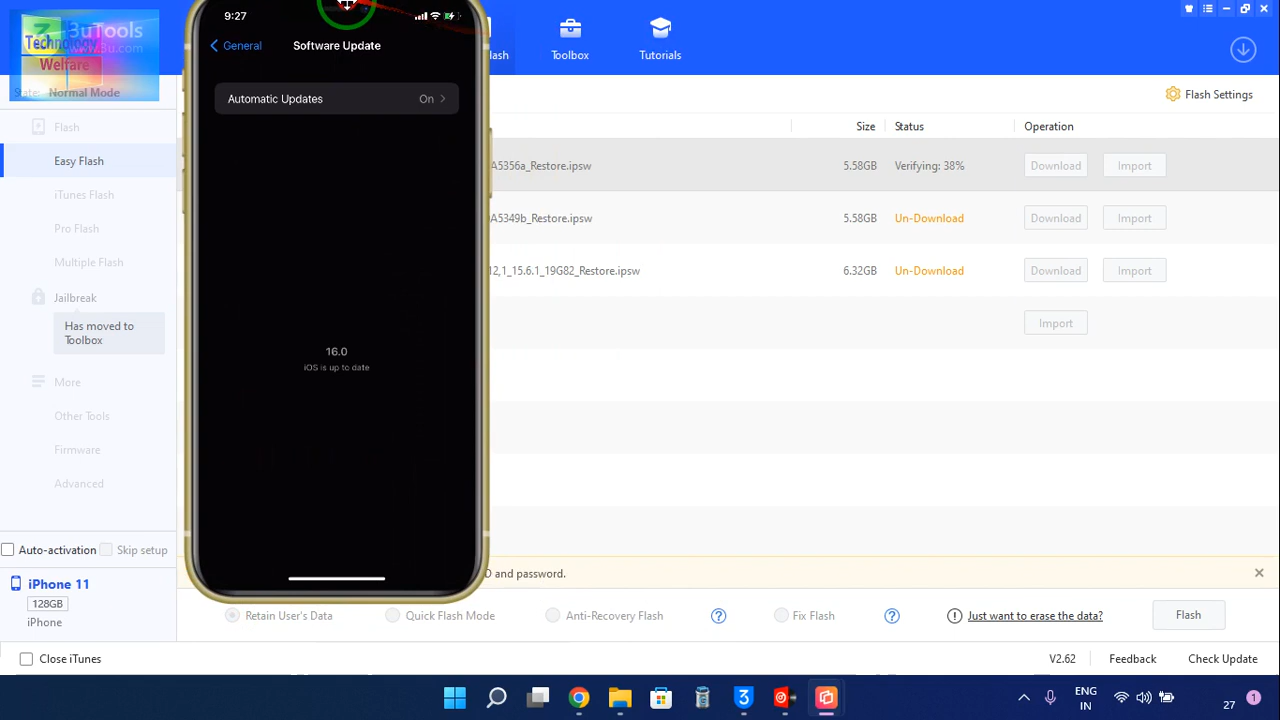 9:27
General
Software Update
Automatic Updates
On
16.0
iOS is up to date
3uTools
www.3u.com
Technology
Welfare
Normal Mode
lash
Toolbox
Tutorials
Flash Settings
Size
Status
Operation
A5356a_Restore.ipsw
5.58GB
Verifying: 38%
Download
Import
A5349b_Restore.ipsw
5.58GB
Un-Download
Download
Import
12,1_15.6.1_19G82_Restore.ipsw
6.32GB
Un-Download
Download
Import
Import
Flash
Easy Flash
iTunes Flash
Pro Flash
Multiple Flash
Jailbreak
Has moved to
Toolbox
More
Other Tools
Firmware
Advanced
Auto-activation
Skip setup
iPhone 11
128GB
iPhone
D and password.
Retain User's Data
Quick Flash Mode
Anti-Recovery Flash
?
Fix Flash
?
Just want to erase the data?
Flash
Close iTunes
V2.62
Feedback
Check Update
ENG
IN
27
1